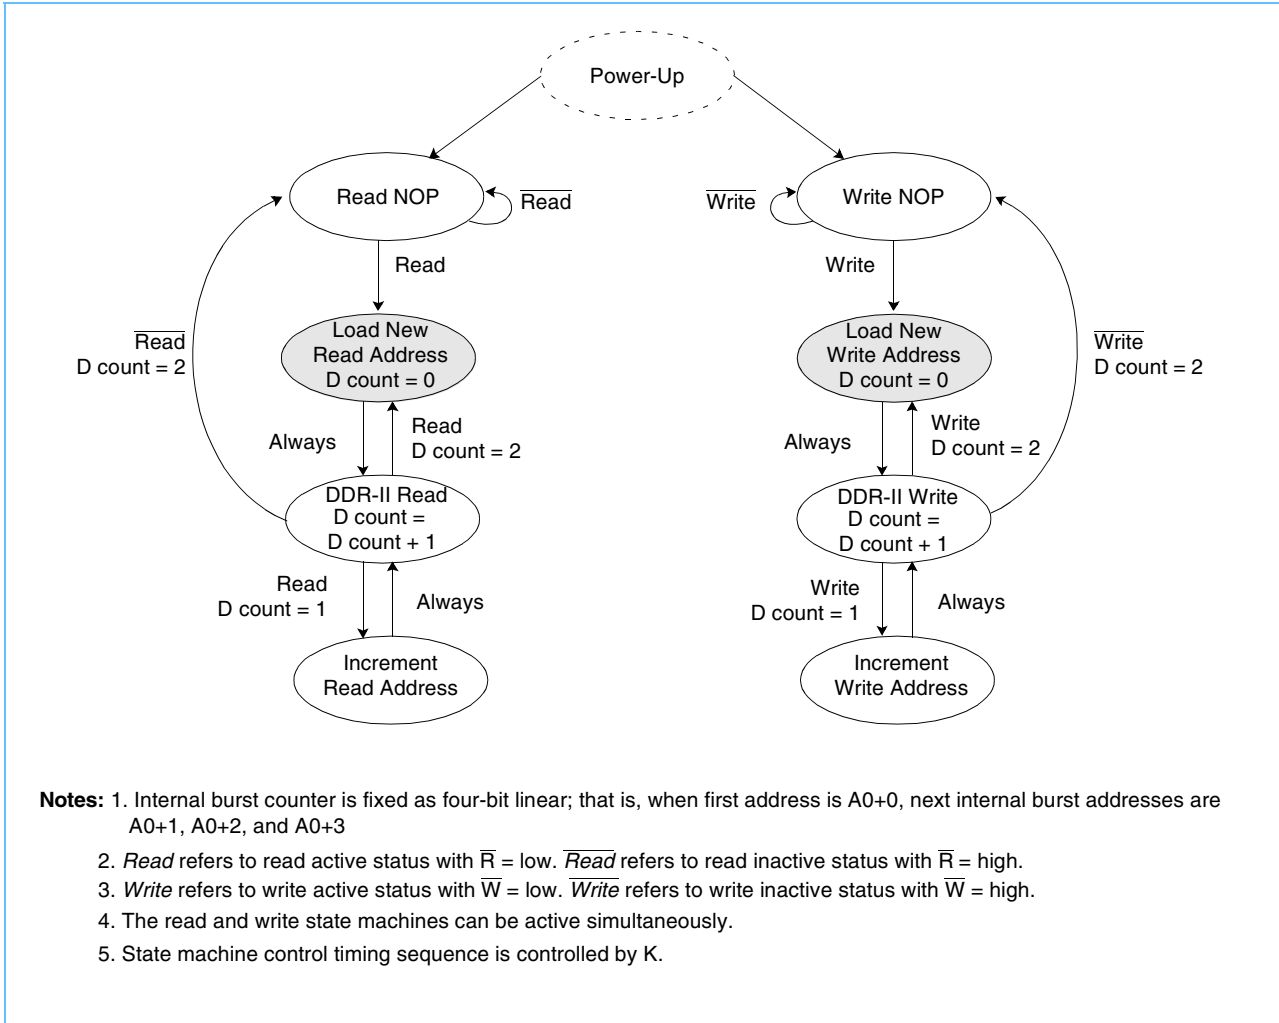 Power-Up
Read NOP
Read
Write
Write NOP
Read
Write
Load New
Read Address
D count = 0
Load New
Write Address
D count = 0
Read
D count = 2
Write
D count = 2
Always
Read
D count = 2
Always
Write
D count = 2
DDR-II Read
D count =
D count + 1
DDR-II Write
D count =
D count + 1
Read
D count = 1
Always
Write
D count = 1
Always
Increment
Read Address
Increment
Write Address
Notes: 1. Internal burst counter is fixed as four-bit linear; that is, when first address is A0+0, next internal burst addresses are
A0+1, A0+2, and A0+3
2. Read refers to read active status with R̅ = low. R̅e̅a̅d̅ refers to read inactive status with R̅ = high.
3. Write refers to write active status with W̅ = low. W̅r̅i̅t̅e̅ refers to write inactive status with W̅ = high.
4. The read and write state machines can be active simultaneously.
5. State machine control timing sequence is controlled by K.